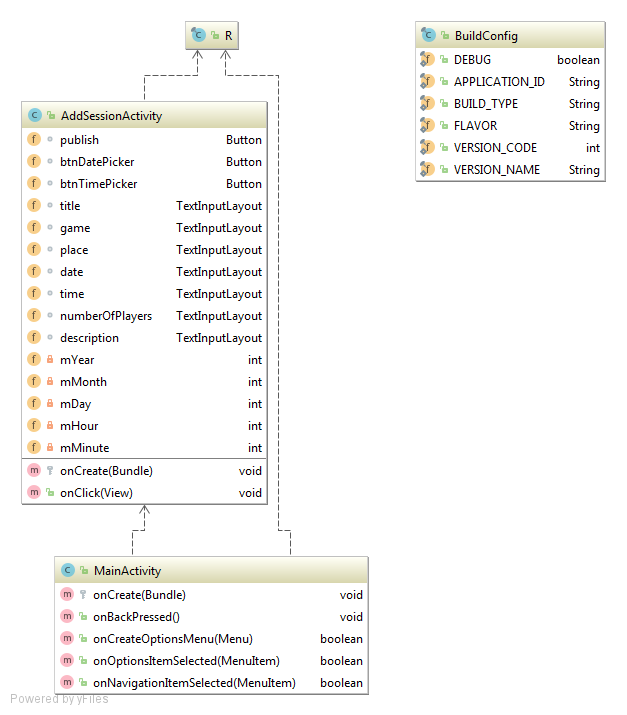 C R
C BuildConfig
f DEBUG boolean
f APPLICATION_ID String
f BUILD_TYPE String
f FLAVOR String
f VERSION_CODE int
f VERSION_NAME String
C AddSessionActivity
f publish Button
f btnDatePicker Button
f btnTimePicker Button
f title TextInputLayout
f game TextInputLayout
f place TextInputLayout
f date TextInputLayout
f time TextInputLayout
f numberOfPlayers TextInputLayout
f description TextInputLayout
f mYear int
f mMonth int
f mDay int
f mHour int
f mMinute int
m onCreate(Bundle) void
m onClick(View) void
C MainActivity
m onCreate(Bundle) void
m onBackPressed() void
m onCreateOptionsMenu(Menu) boolean
m onOptionsItemSelected(MenuItem) boolean
m onNavigationItemSelected(MenuItem) boolean
Powered by yFiles